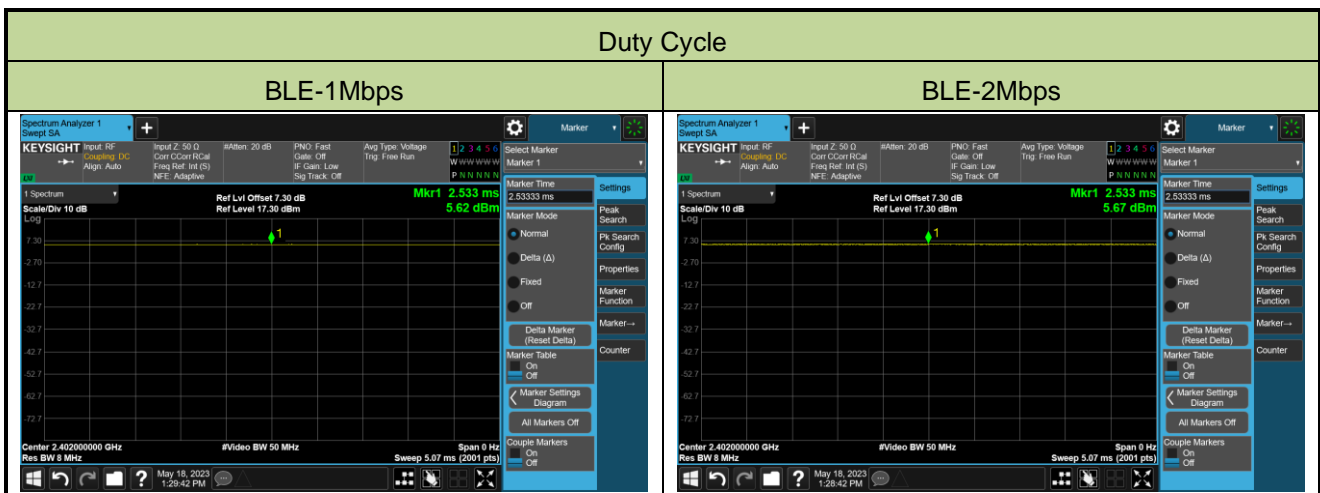 Duty Cycle
BLE-1Mbps
Spectrum Analyzer 1
Swept SA
Marker
KEYSIGHT
Input: RF
Coupling: DC
Align: Auto
Input Z: 50 Ω
Corr CCorr RCal
Freq Ref: Int (S)
NFE: Adaptive
#Atten: 20 dB
PNO: Fast
Gate: Off
IF Gain: Low
Sig Track: Off
Avg Type: Voltage
Trig: Free Run
1 2 3 4 5 6
W W W W W W
P N N N N N
Select Marker
Marker 1
1 Spectrum
Ref Lvl Offset 7.30 dB
Mkr1 2.533 ms
Scale/Div 10 dB
Ref Level 17.30 dBm
5.62 dBm
Log
1
7.30
-2.70
-12.7
-22.7
-32.7
-42.7
-52.7
-62.7
-72.7
Center 2.402000000 GHz
#Video BW 50 MHz
Span 0 Hz
Res BW 8 MHz
Sweep 5.07 ms (2001 pts)
Marker Time
2.53333 ms
Marker Mode
Normal
Delta (Δ)
Fixed
Off
Delta Marker
(Reset Delta)
Marker Table
On
Off
Marker Settings
Diagram
All Markers Off
Couple Markers
On
Off
Settings
Peak
Search
Pk Search
Config
Properties
Marker
Function
Marker→
Counter
May 18, 2023
1:29:42 PM
BLE-2Mbps
Spectrum Analyzer 1
Swept SA
Marker
KEYSIGHT
Input: RF
Coupling: DC
Align: Auto
Input Z: 50 Ω
Corr CCorr RCal
Freq Ref: Int (S)
NFE: Adaptive
#Atten: 20 dB
PNO: Fast
Gate: Off
IF Gain: Low
Sig Track: Off
Avg Type: Voltage
Trig: Free Run
1 2 3 4 5 6
W W W W W W
P N N N N N
Select Marker
Marker 1
1 Spectrum
Ref Lvl Offset 7.30 dB
Mkr1 2.533 ms
Scale/Div 10 dB
Ref Level 17.30 dBm
5.67 dBm
Log
1
7.30
-2.70
-12.7
-22.7
-32.7
-42.7
-52.7
-62.7
-72.7
Center 2.402000000 GHz
#Video BW 50 MHz
Span 0 Hz
Res BW 8 MHz
Sweep 5.07 ms (2001 pts)
Marker Time
2.53333 ms
Marker Mode
Normal
Delta (Δ)
Fixed
Off
Delta Marker
(Reset Delta)
Marker Table
On
Off
Marker Settings
Diagram
All Markers Off
Couple Markers
On
Off
Settings
Peak
Search
Pk Search
Config
Properties
Marker
Function
Marker→
Counter
May 18, 2023
1:28:42 PM